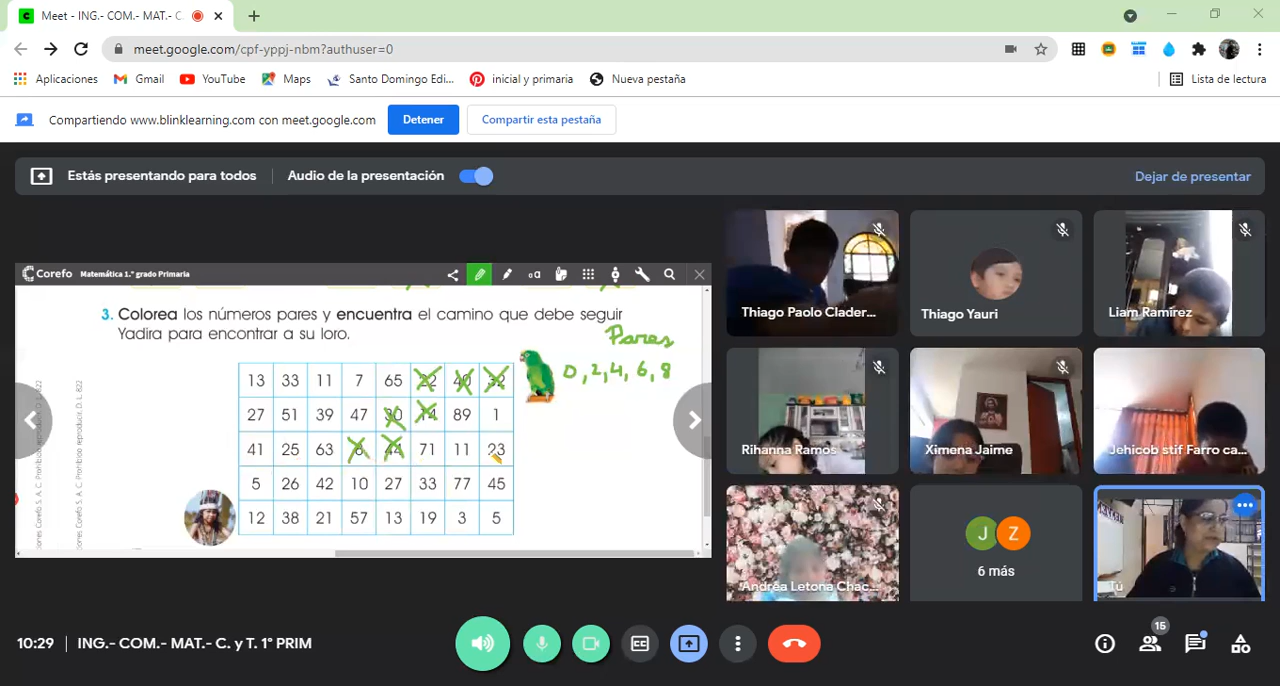 Meet - ING.- COM.- MAT.- C
meet.google.com/cpf-yppj-nbm?authuser=0
Aplicaciones Gmail YouTube Maps Santo Domingo Edi... inicial y primaria Nueva pestaña Lista de lectura
Compartiendo www.blinklearning.com con meet.google.com Detener Compartir esta pestaña
Estás presentando para todos Audio de la presentación Dejar de presentar
Corefo Matemática 1.° grado Primaria
3. Colorea los números pares y encuentra el camino que debe seguir
Yadira para encontrar a su loro.
Pares
0, 2, 4, 6, 8
13 33 11 7 65 22 40 32
27 51 39 47 30 14 89 1
41 25 63 8 44 71 11 23
5 26 42 10 27 33 77 45
12 38 21 57 13 19 3 5
Corefo S. A. C. Prohibido reproducir. D. L. 822
Thiago Paolo Clader...
Thiago Yauri
Liam Ramírez
Rihanna Ramos
Ximena Jaime
Jehicob stif Farro ca...
Andrea Letona Chac...
J Z
6 más
Tú
10:29 ING.- COM.- MAT.- C. y T. 1° PRIM
15